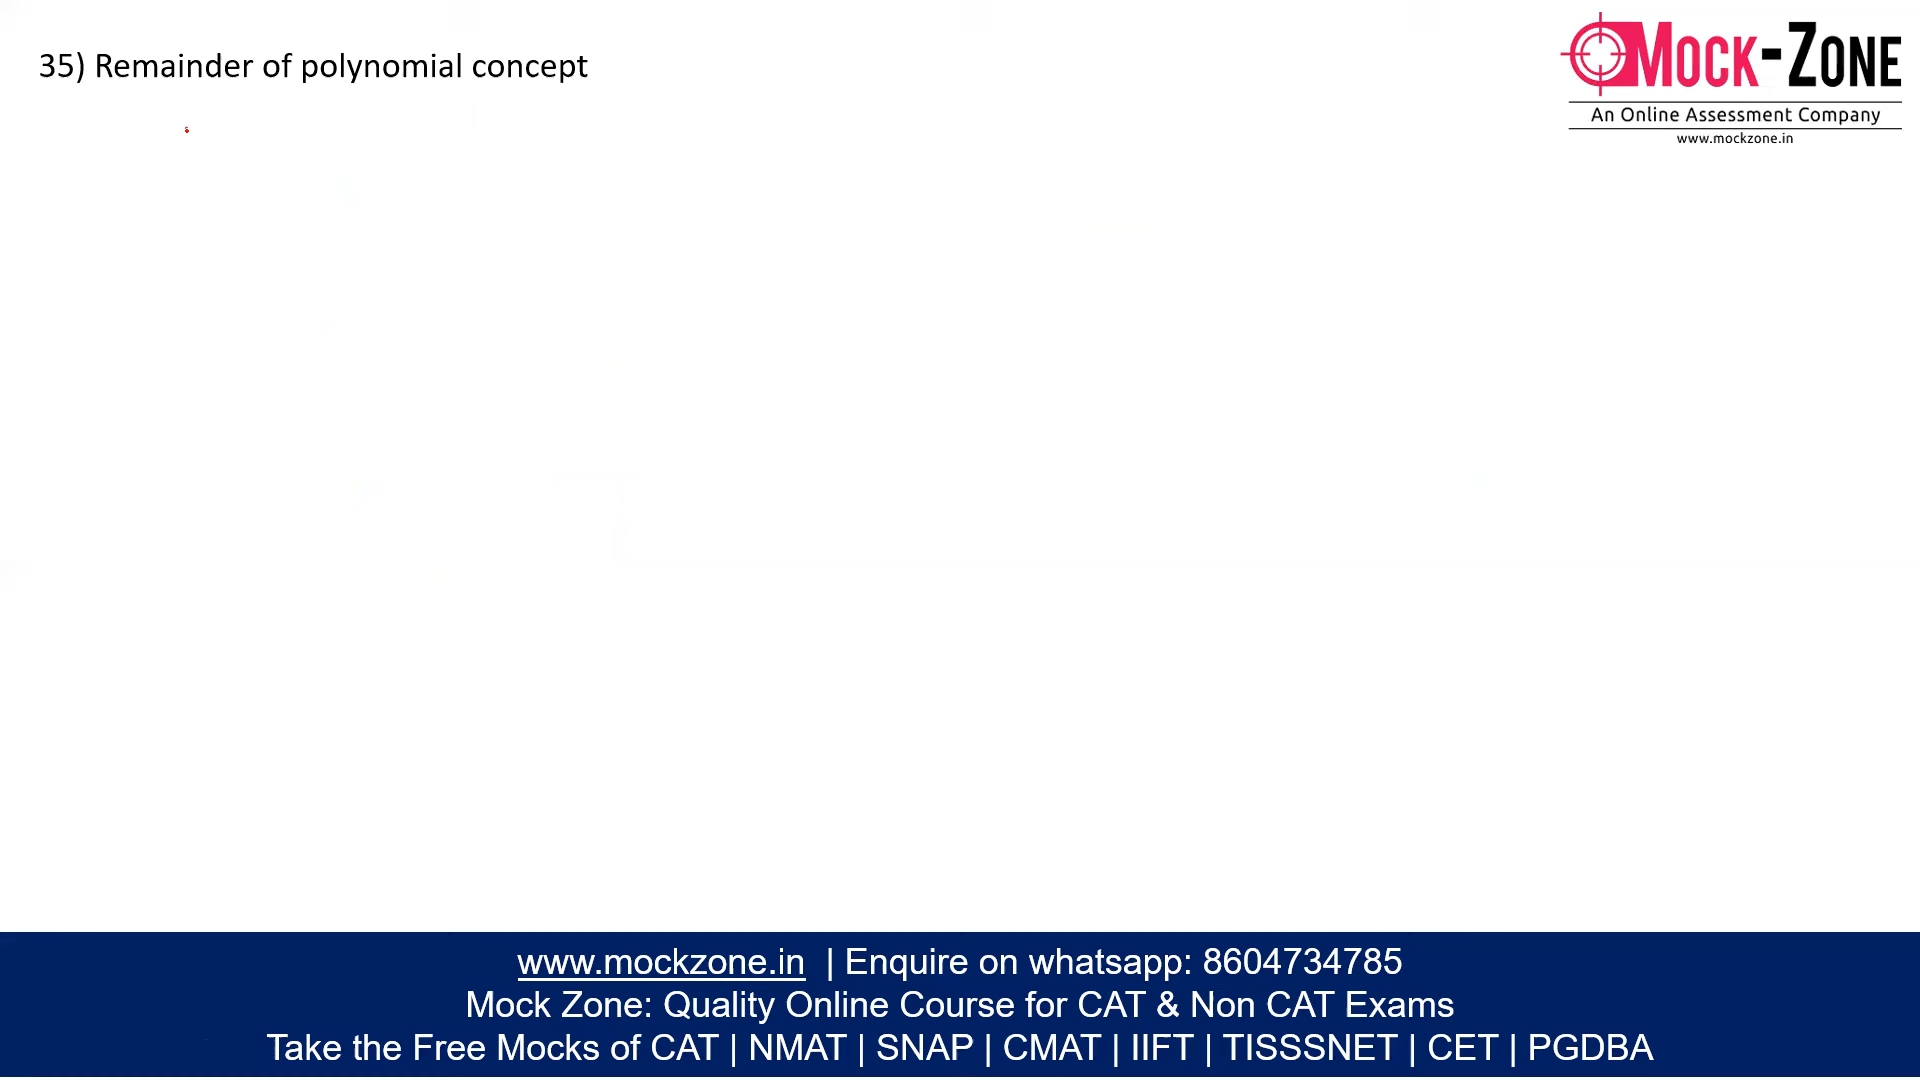 35) Remainder of polynomial concept
MOCK-ZONE
An Online Assessment Company
www.mockzone.in
www.mockzone.in | Enquire on whatsapp: 8604734785
Mock Zone: Quality Online Course for CAT & Non CAT Exams
Take the Free Mocks of CAT | NMAT | SNAP | CMAT | IIFT | TISSSNET | CET | PGDBA